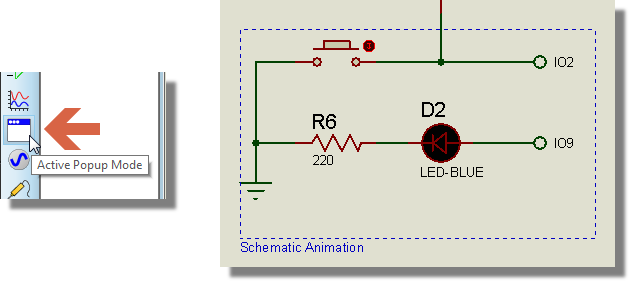 Active Popup Mode
IO2
R6
220
D2
LED-BLUE
IO9
Schematic Animation